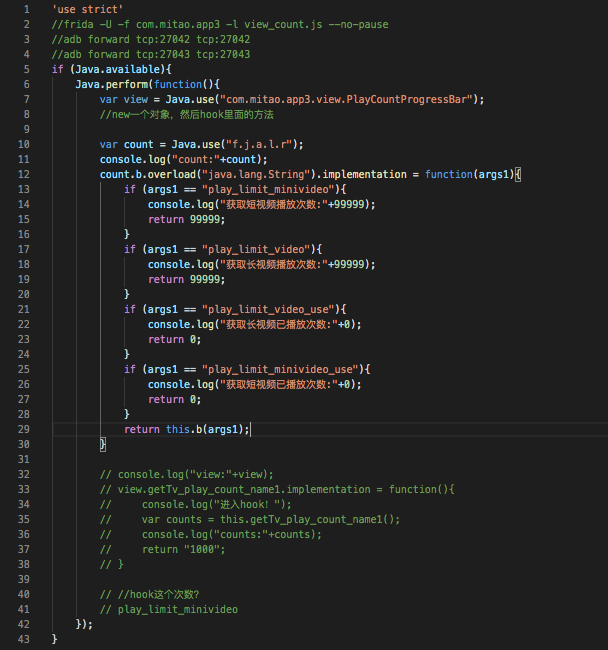 1 'use strict'
2 //frida -U -f com.mitao.app3 -l view_count.js --no-pause
3 //adb forward tcp:27042 tcp:27042
4 //adb forward tcp:27043 tcp:27043
5 if (Java.available){
6 Java.perform(function(){
7 var view = Java.use("com.mitao.app3.view.PlayCountProgressBar");
8 //new一个对象，然后hook里面的方法
9
10 var count = Java.use("f.j.a.l.r");
11 console.log("count:"+count);
12 count.b.overload("java.lang.String").implementation = function(args1){
13 if (args1 == "play_limit_minivideo"){
14 console.log("获取短视频播放次数:"+99999);
15 return 99999;
16 }
17 if (args1 == "play_limit_video"){
18 console.log("获取长视频播放次数:"+99999);
19 return 99999;
20 }
21 if (args1 == "play_limit_video_use"){
22 console.log("获取长视频已播放次数:"+0);
23 return 0;
24 }
25 if (args1 == "play_limit_minivideo_use"){
26 console.log("获取短视频已播放次数:"+0);
27 return 0;
28 }
29 return this.b(args1);
30 }
31
32 // console.log("view:"+view);
33 // view.getTv_play_count_name1.implementation = function(){
34 // console.log("进入hook！");
35 // var counts = this.getTv_play_count_name1();
36 // console.log("counts:"+counts);
37 // return "1000";
38 // }
39
40 // //hook这个次数？
41 // play_limit_minivideo
42 });
43 }